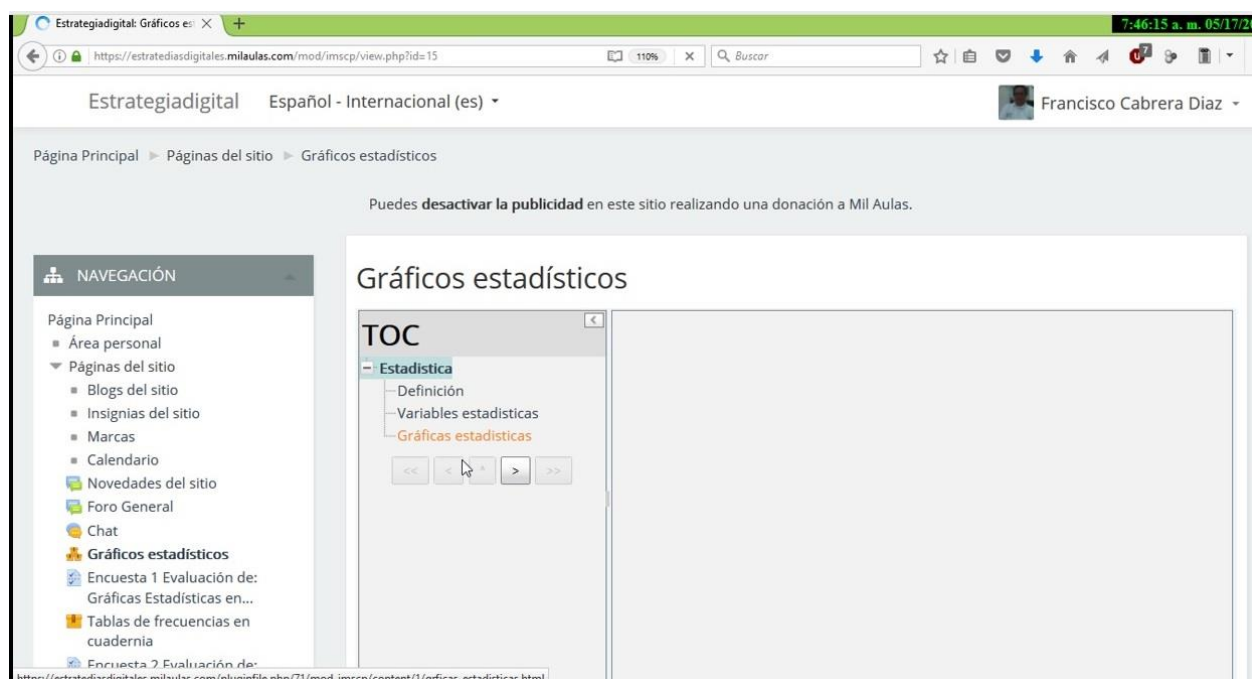 Estrategiadigital: Gráficos es
7:46:15 a. m. 05/17/20
https://estratediasdigitales.milaulas.com/mod/imscp/view.php?id=15
110%
Buscar
Estrategiadigital Español - Internacional (es)
Francisco Cabrera Diaz
Página Principal Páginas del sitio Gráficos estadísticos
Puedes desactivar la publicidad en este sitio realizando una donación a Mil Aulas.
NAVEGACIÓN
Página Principal
Área personal
Páginas del sitio
Blogs del sitio
Insignias del sitio
Marcas
Calendario
Novedades del sitio
Foro General
Chat
Gráficos estadísticos
Encuesta 1 Evaluación de:
Gráficas Estadísticas en...
Tablas de frecuencias en
cuadernia
Encuesta 2 Evaluación de:
Gráficos estadísticos
TOC
Estadistica
Definición
Variables estadisticas
Gráficas estadisticas
<< < ^ > >>